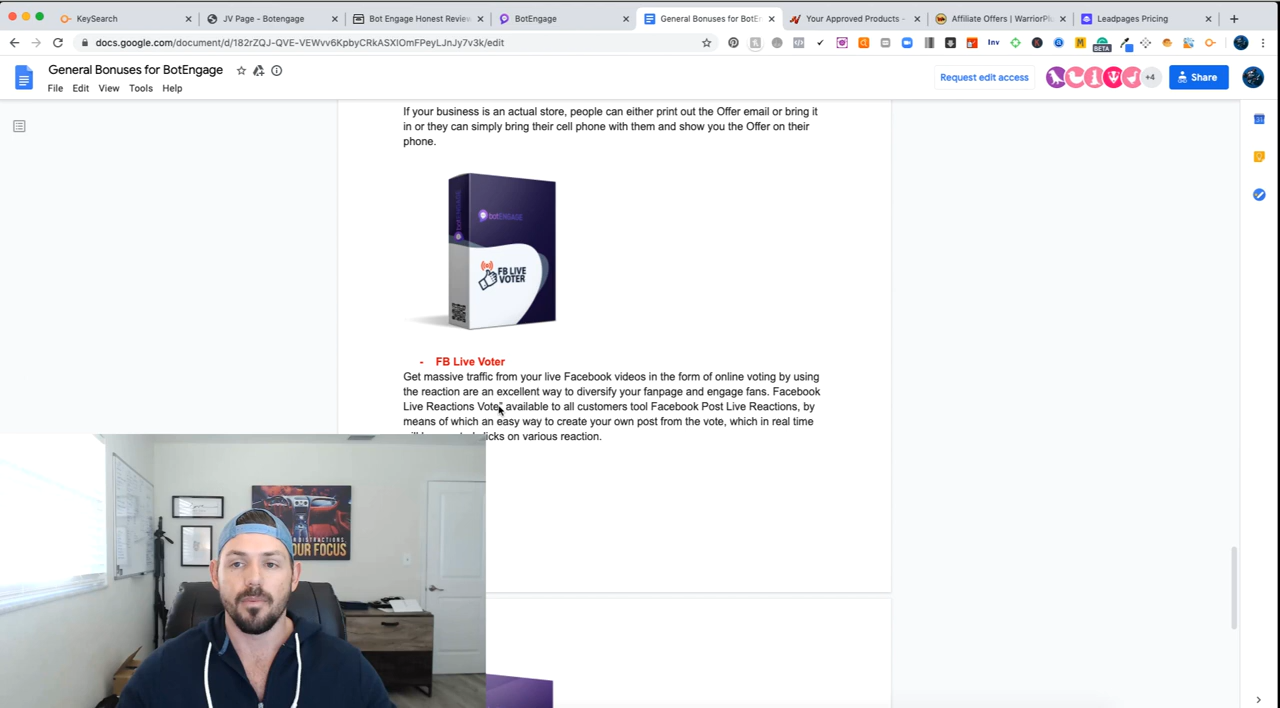 KeySearch
JV Page - Botengage
Bot Engage Honest Review
BotEngage
General Bonuses for BotEn
Your Approved Products -
Affiliate Offers | WarriorPl
Leadpages Pricing
docs.google.com/document/d/182rZQJ-QVE-VEWvv6KpbyCRkASXIOmFPeyLJnJy7v3k/edit
Inv
BETA
General Bonuses for BotEngage
File Edit View Tools Help
Request edit access
+4
Share
If your business is an actual store, people can either print out the Offer email or bring it
in or they can simply bring their cell phone with them and show you the Offer on their
phone.
botENGAGE
FB LIVE
VOTER
- FB Live Voter
Get massive traffic from your live Facebook videos in the form of online voting by using
the reaction are an excellent way to diversify your fanpage and engage fans. Facebook
Live Reactions Vote" available to all customers tool Facebook Post Live Reactions, by
means of which an easy way to create your own post from the vote, which in real time
on various reaction.
OUR FOCUS